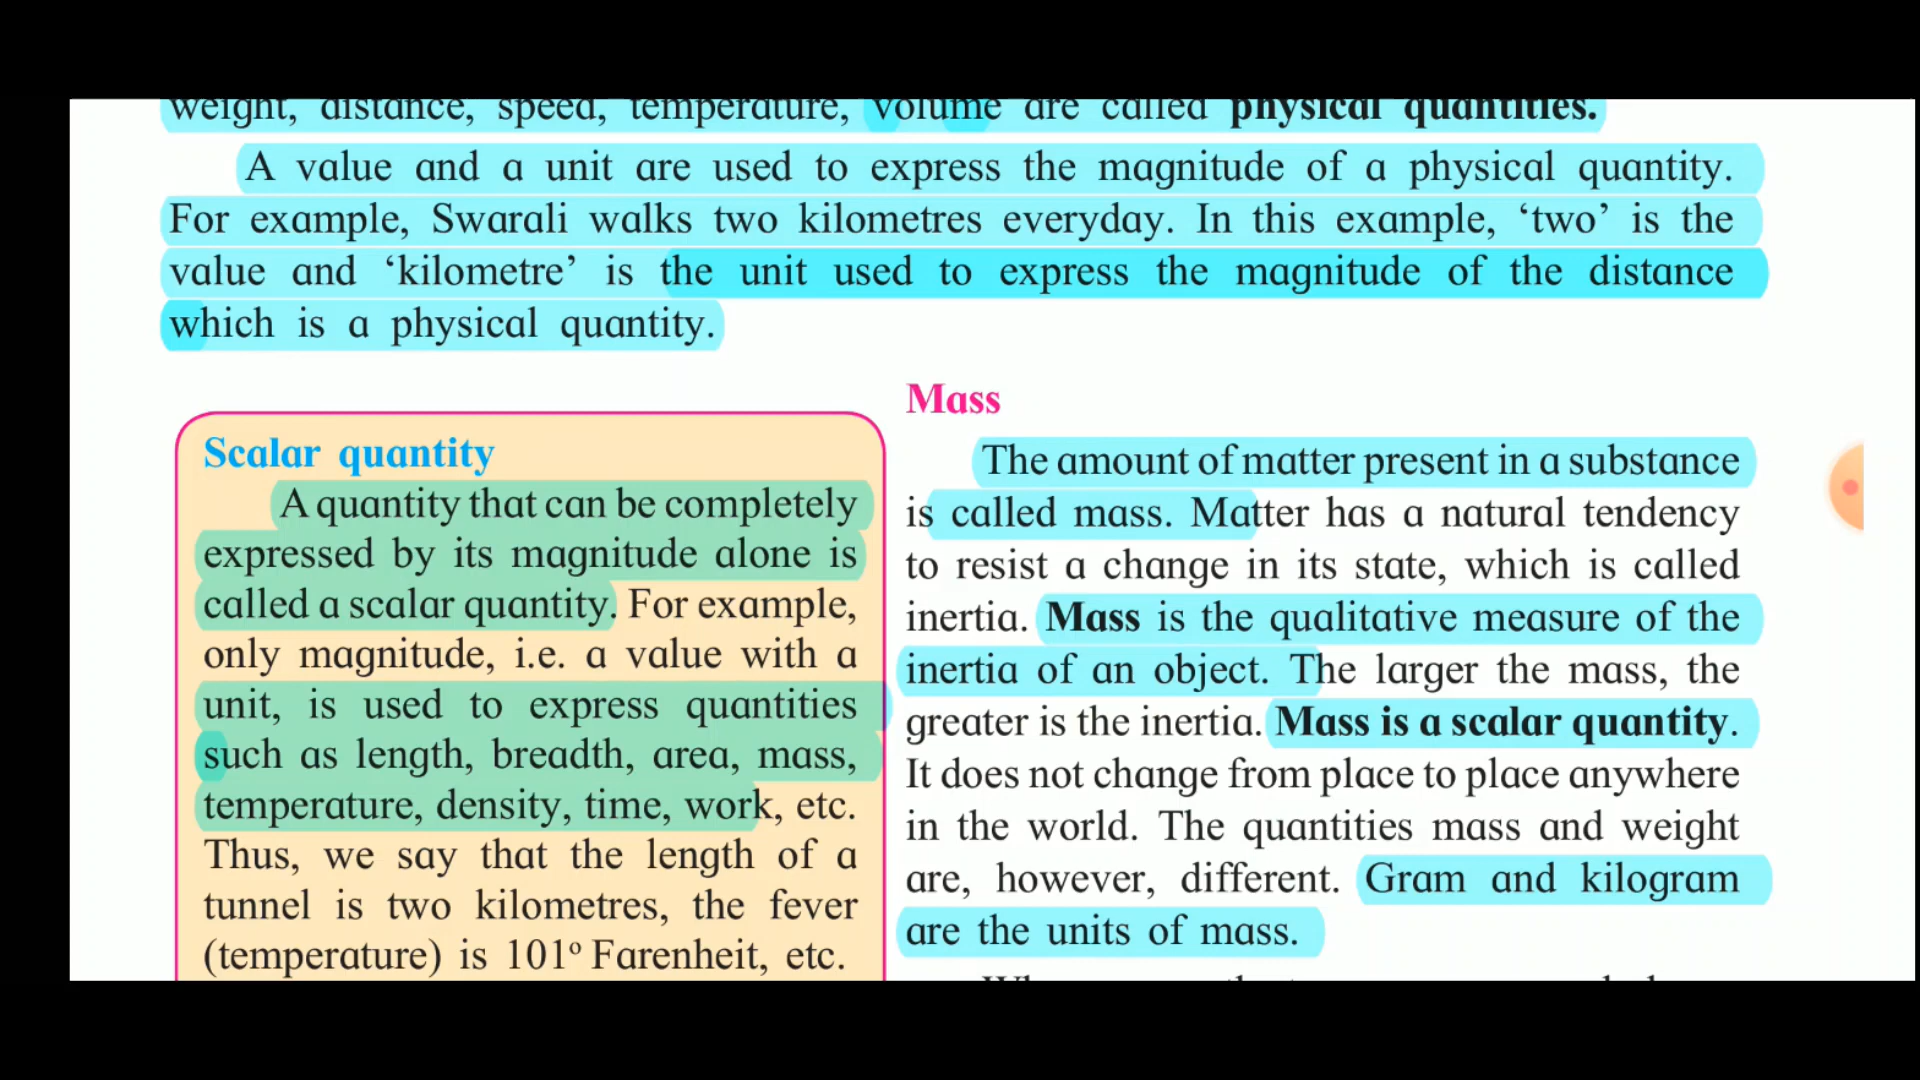 weight, distance, speed, temperature, volume are called physical quantities.
A value and a unit are used to express the magnitude of a physical quantity.
For example, Swarali walks two kilometres everyday. In this example, ‘two’ is the
value and ‘kilometre’ is the unit used to express the magnitude of the distance
which is a physical quantity.
Scalar quantity
A quantity that can be completely
expressed by its magnitude alone is
called a scalar quantity. For example,
only magnitude, i.e. a value with a
unit, is used to express quantities
such as length, breadth, area, mass,
temperature, density, time, work, etc.
Thus, we say that the length of a
tunnel is two kilometres, the fever
(temperature) is 101º Farenheit, etc.
Mass
The amount of matter present in a substance
is called mass. Matter has a natural tendency
to resist a change in its state, which is called
inertia. Mass is the qualitative measure of the
inertia of an object. The larger the mass, the
greater is the inertia. Mass is a scalar quantity.
It does not change from place to place anywhere
in the world. The quantities mass and weight
are, however, different. Gram and kilogram
are the units of mass.